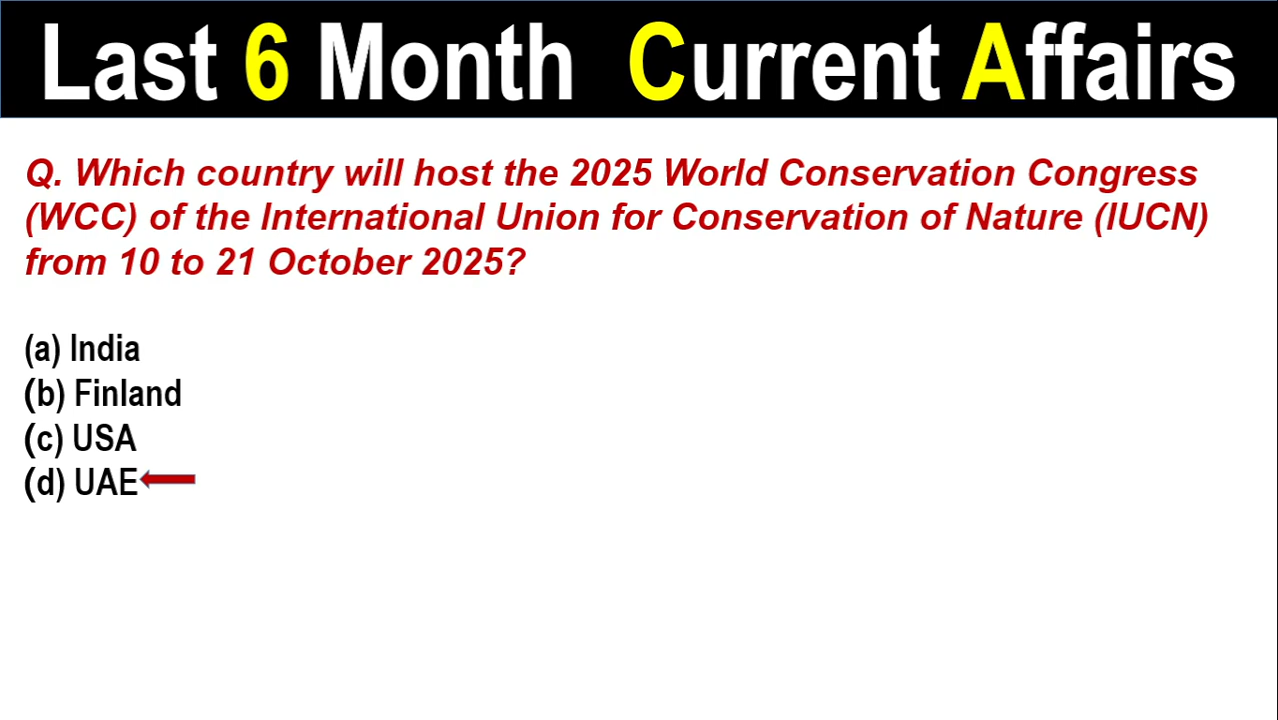 Last 6 Month Current Affairs
Q. Which country will host the 2025 World Conservation Congress
(WCC) of the International Union for Conservation of Nature (IUCN)
from 10 to 21 October 2025?
(a) India
(b) Finland
(c) USA
(d) UAE